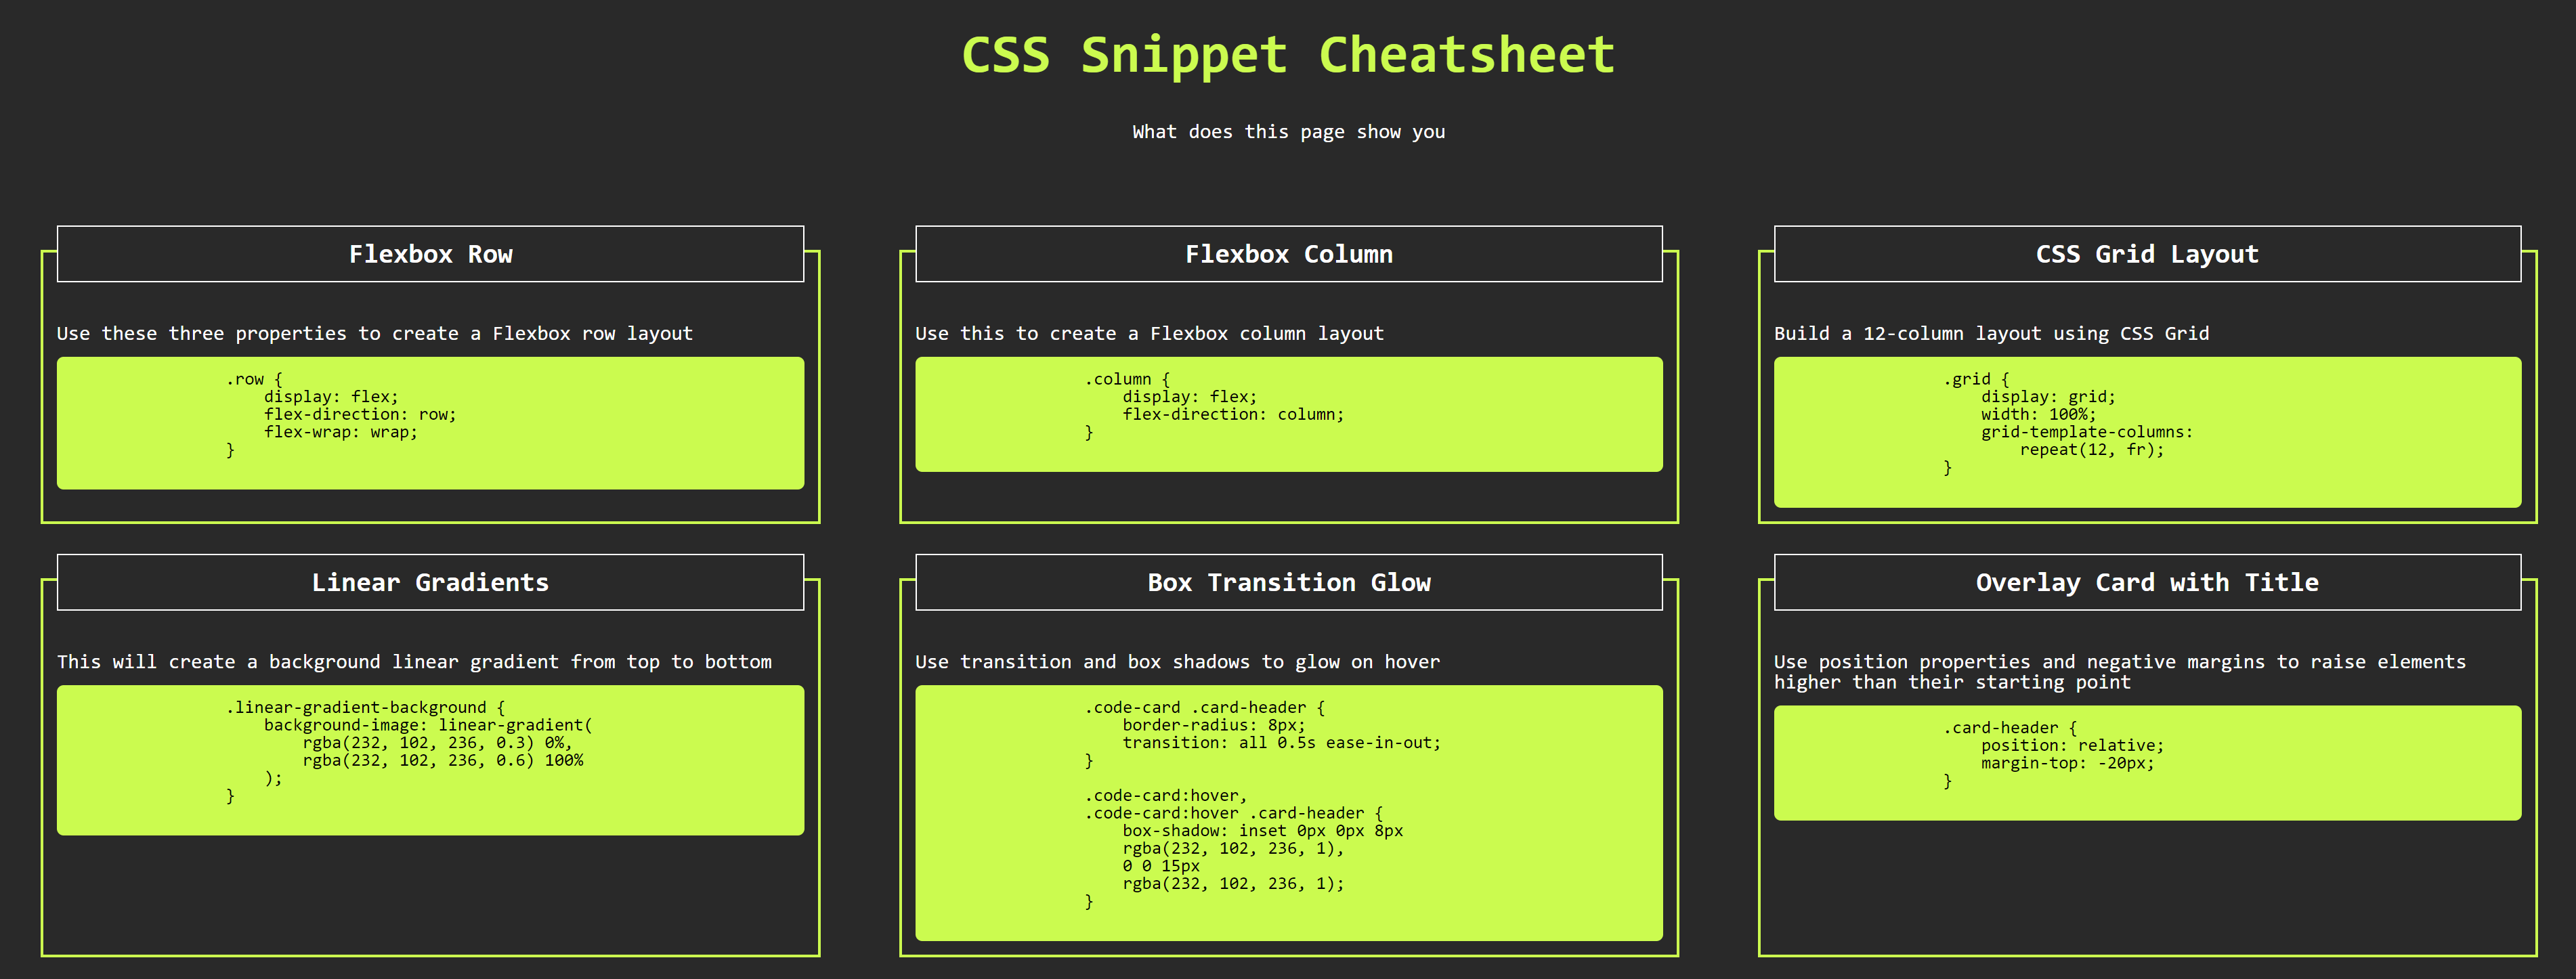 CSS Snippet Cheatsheet
What does this page show you
Flexbox Row
Use these three properties to create a Flexbox row layout
.row {
    display: flex;
    flex-direction: row;
    flex-wrap: wrap;
}
Flexbox Column
Use this to create a Flexbox column layout
.column {
    display: flex;
    flex-direction: column;
}
CSS Grid Layout
Build a 12-column layout using CSS Grid
.grid {
    display: grid;
    width: 100%;
    grid-template-columns:
        repeat(12, fr);
}
Linear Gradients
This will create a background linear gradient from top to bottom
.linear-gradient-background {
    background-image: linear-gradient(
        rgba(232, 102, 236, 0.3) 0%,
        rgba(232, 102, 236, 0.6) 100%
    );
}
Box Transition Glow
Use transition and box shadows to glow on hover
.code-card .card-header {
    border-radius: 8px;
    transition: all 0.5s ease-in-out;
}
.code-card:hover,
.code-card:hover .card-header {
    box-shadow: inset 0px 0px 8px
    rgba(232, 102, 236, 1),
    0 0 15px
    rgba(232, 102, 236, 1);
}
Overlay Card with Title
Use position properties and negative margins to raise elements
higher than their starting point
.card-header {
    position: relative;
    margin-top: -20px;
}